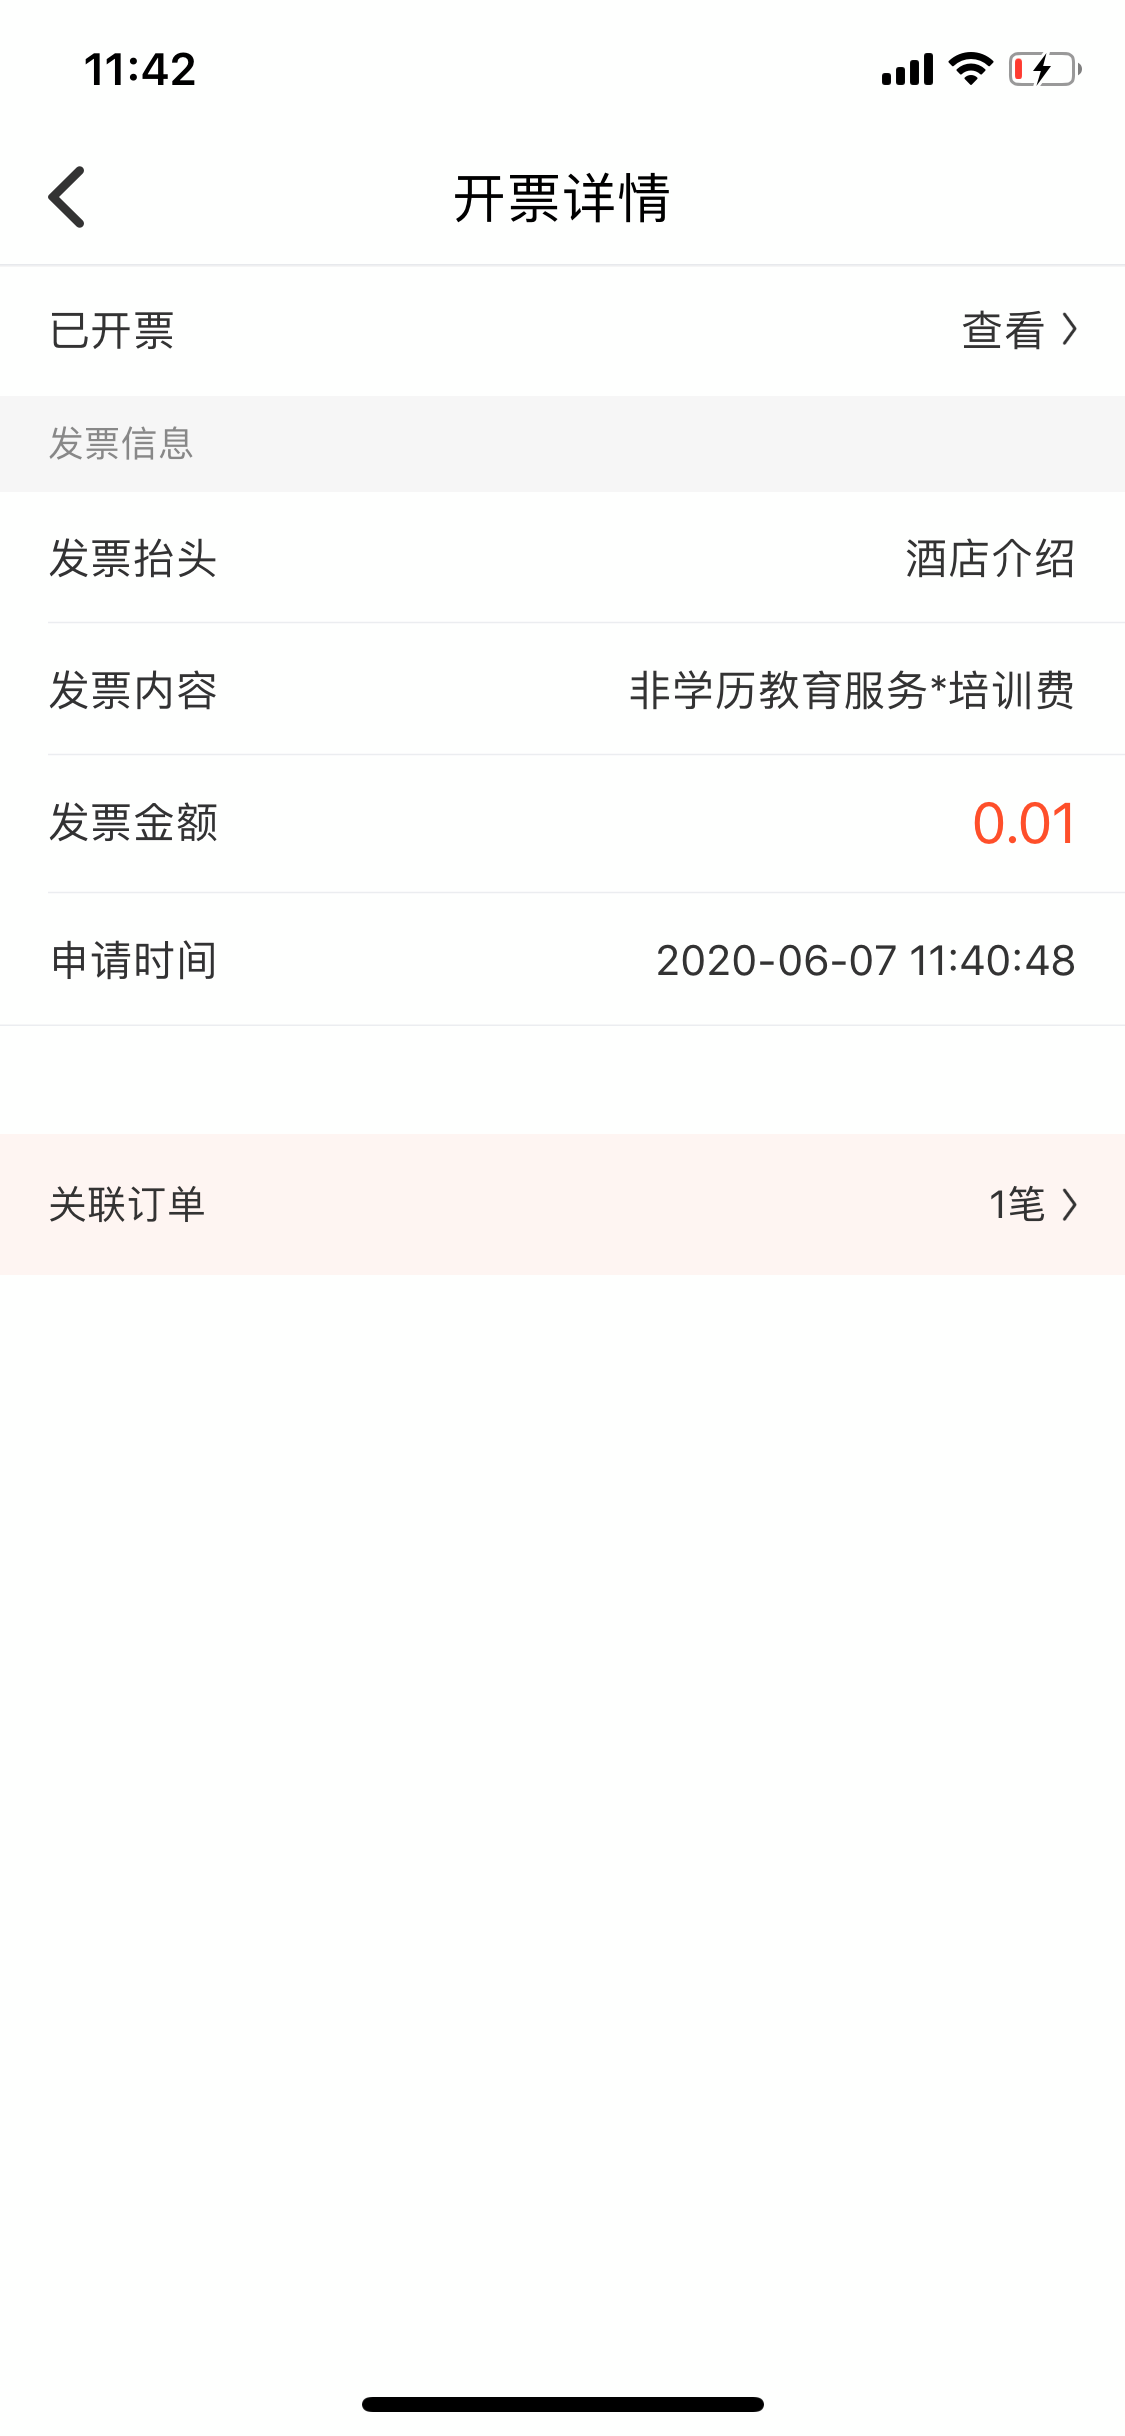 11:42
开票详情
已开票 查看
发票信息
发票抬头 酒店介绍
发票内容 非学历教育服务*培训费
发票金额 0.01
申请时间 2020-06-07 11:40:48
关联订单 1笔